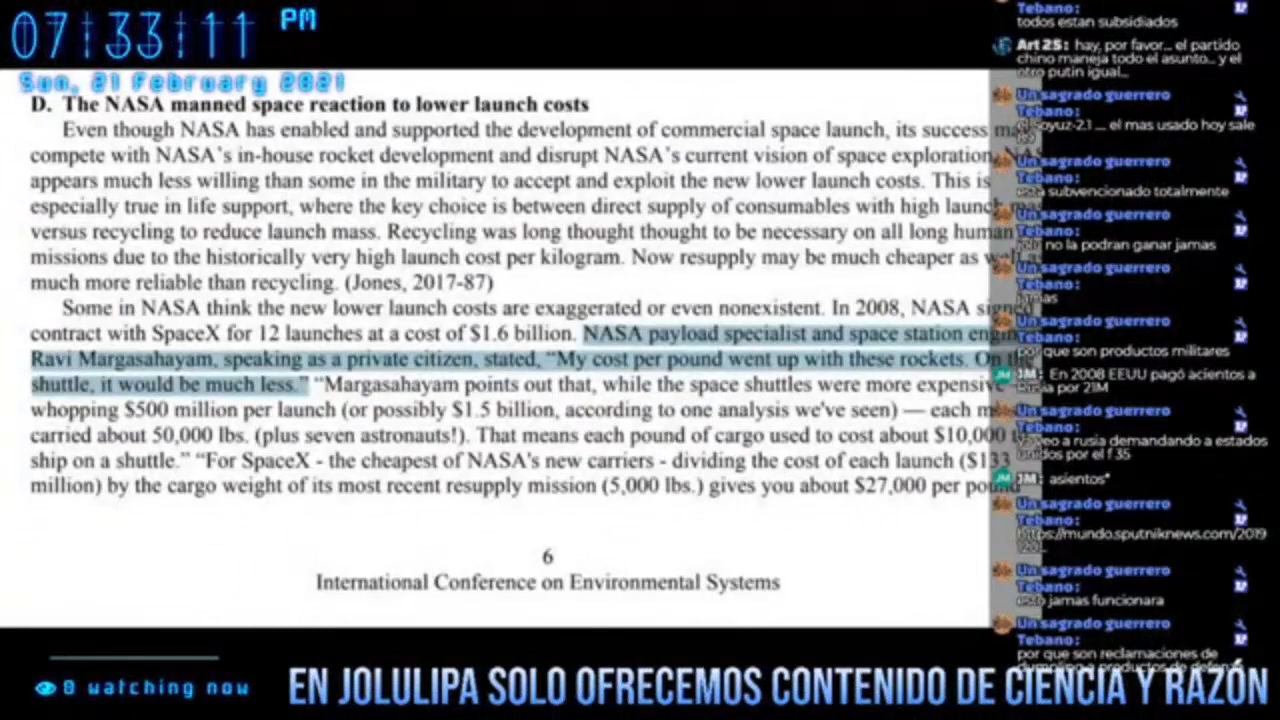 07:33:11 PM
Sun, 21 February 2021
D. The NASA manned space reaction to lower launch costs
Even though NASA has enabled and supported the development of commercial space launch, its success
compete with NASA's in-house rocket development and disrupt NASA's current vision of space exploration.
appears much less willing than some in the military to accept and exploit the new lower launch costs. This is
especially true in life support, where the key choice is between direct supply of consumables with high launch
versus recycling to reduce launch mass. Recycling was long thought thought to be necessary on all long human
missions due to the historically very high launch cost per kilogram. Now resupply may be much cheaper as well as
much more reliable than recycling. (Jones, 2017-87)
Some in NASA think the new lower launch costs are exaggerated or even nonexistent. In 2008, NASA signed
contract with SpaceX for 12 launches at a cost of $1.6 billion. NASA payload specialist and space station
Ravi Margasahayam, speaking as a private citizen, stated, “My cost per pound went up with these rockets. On
shuttle, it would be much less.” “Margasahayam points out that, while the space shuttles were more expensive —
whopping $500 million per launch (or possibly $1.5 billion, according to one analysis we've seen) — each
carried about 50,000 lbs. (plus seven astronauts!). That means each pound of cargo used to cost about $10,000
ship on a shuttle.” “For SpaceX - the cheapest of NASA's new carriers - dividing the cost of each launch ($133
million) by the cargo weight of its most recent resupply mission (5,000 lbs.) gives you about $27,000 per pound
6
International Conference on Environmental Systems
Tebano:
todos estan subsidiados
Art 2S: hay, por favor... el partido
chino maneja todo el asunto... y el
otro putin igual...
Un sagrado guerrero
Tebano:
soyuz-2.1 .... el mas usado hoy sale
Un sagrado guerrero
Tebano:
esta subvencionado totalmente
Un sagrado guerrero
Tebano:
no la podran ganar jamas
Un sagrado guerrero
Tebano:
jamas
Un sagrado guerrero
Tebano:
por que son productos militares
JM: En 2008 EEUU pagó acientos a
Rusia por 21M
Un sagrado guerrero
Tebano:
veo a rusia demandando a estados
unidos por el f 35
JM: asientos*
Un sagrado guerrero
Tebano:
https://mundo.sputniknews.com/2019
Un sagrado guerrero
Tebano:
esto jamas funcionara
Un sagrado guerrero
Tebano:
por que son reclamaciones de
dumpling a productos de defensa
0 watching now
EN JOLULIPA SOLO OFRECEMOS CONTENIDO DE CIENCIA Y RAZÓN